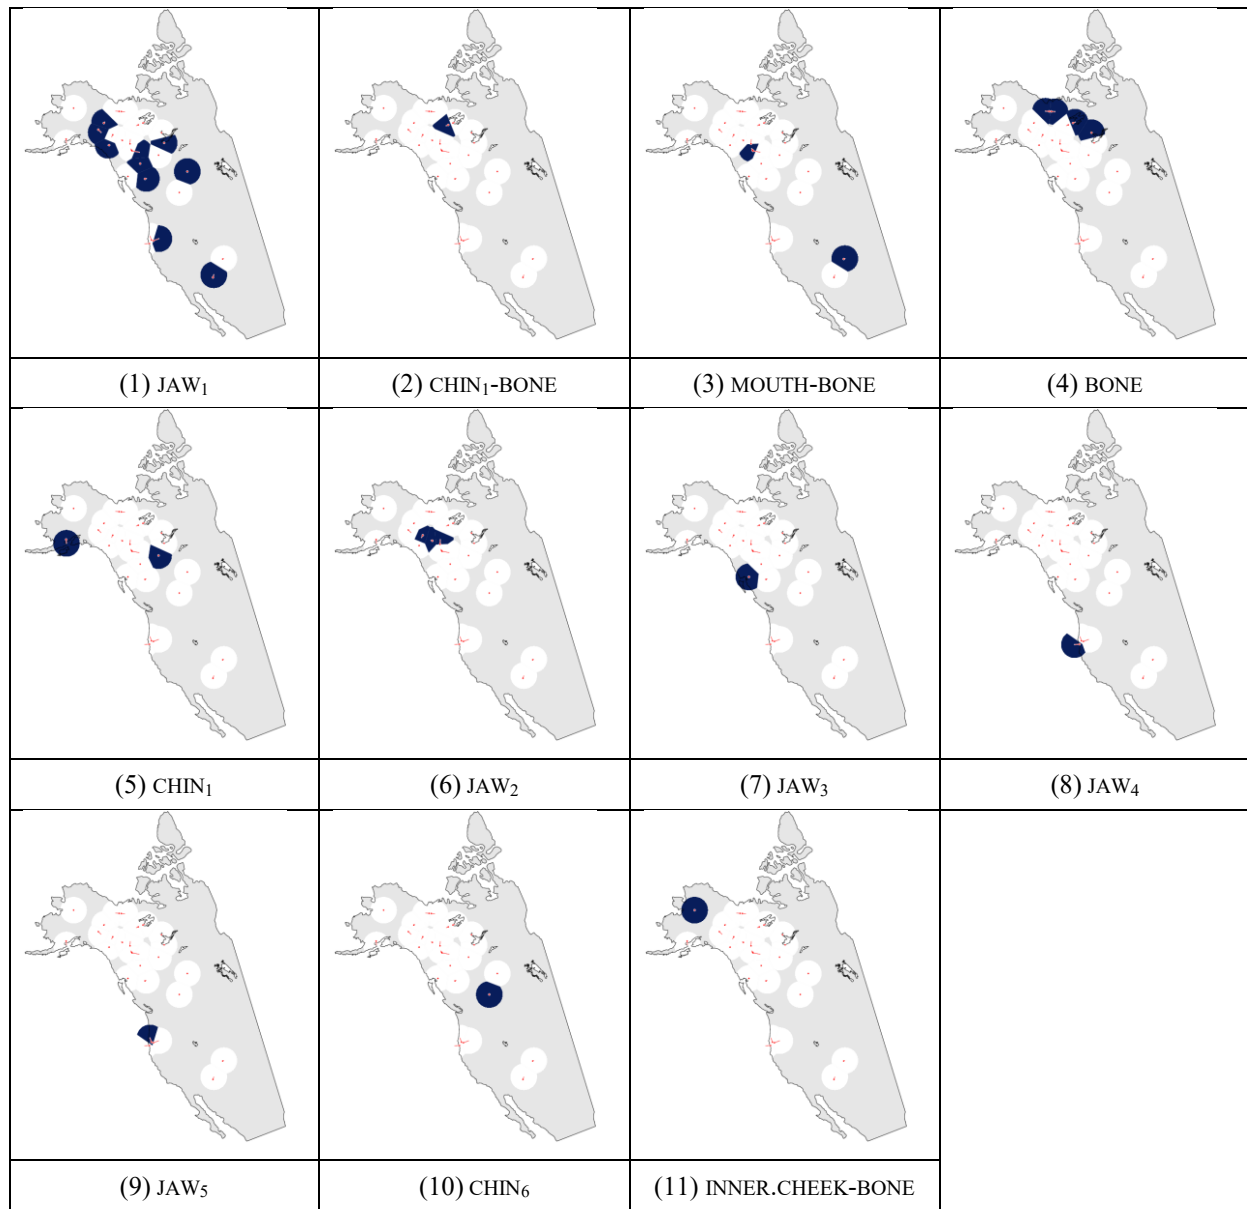 (1) JAW₁
(2) CHIN₁-BONE
(3) MOUTH-BONE
(4) BONE
(5) CHIN₁
(6) JAW₂
(7) JAW₃
(8) JAW₄
(9) JAW₅
(10) CHIN₆
(11) INNER.CHEEK-BONE